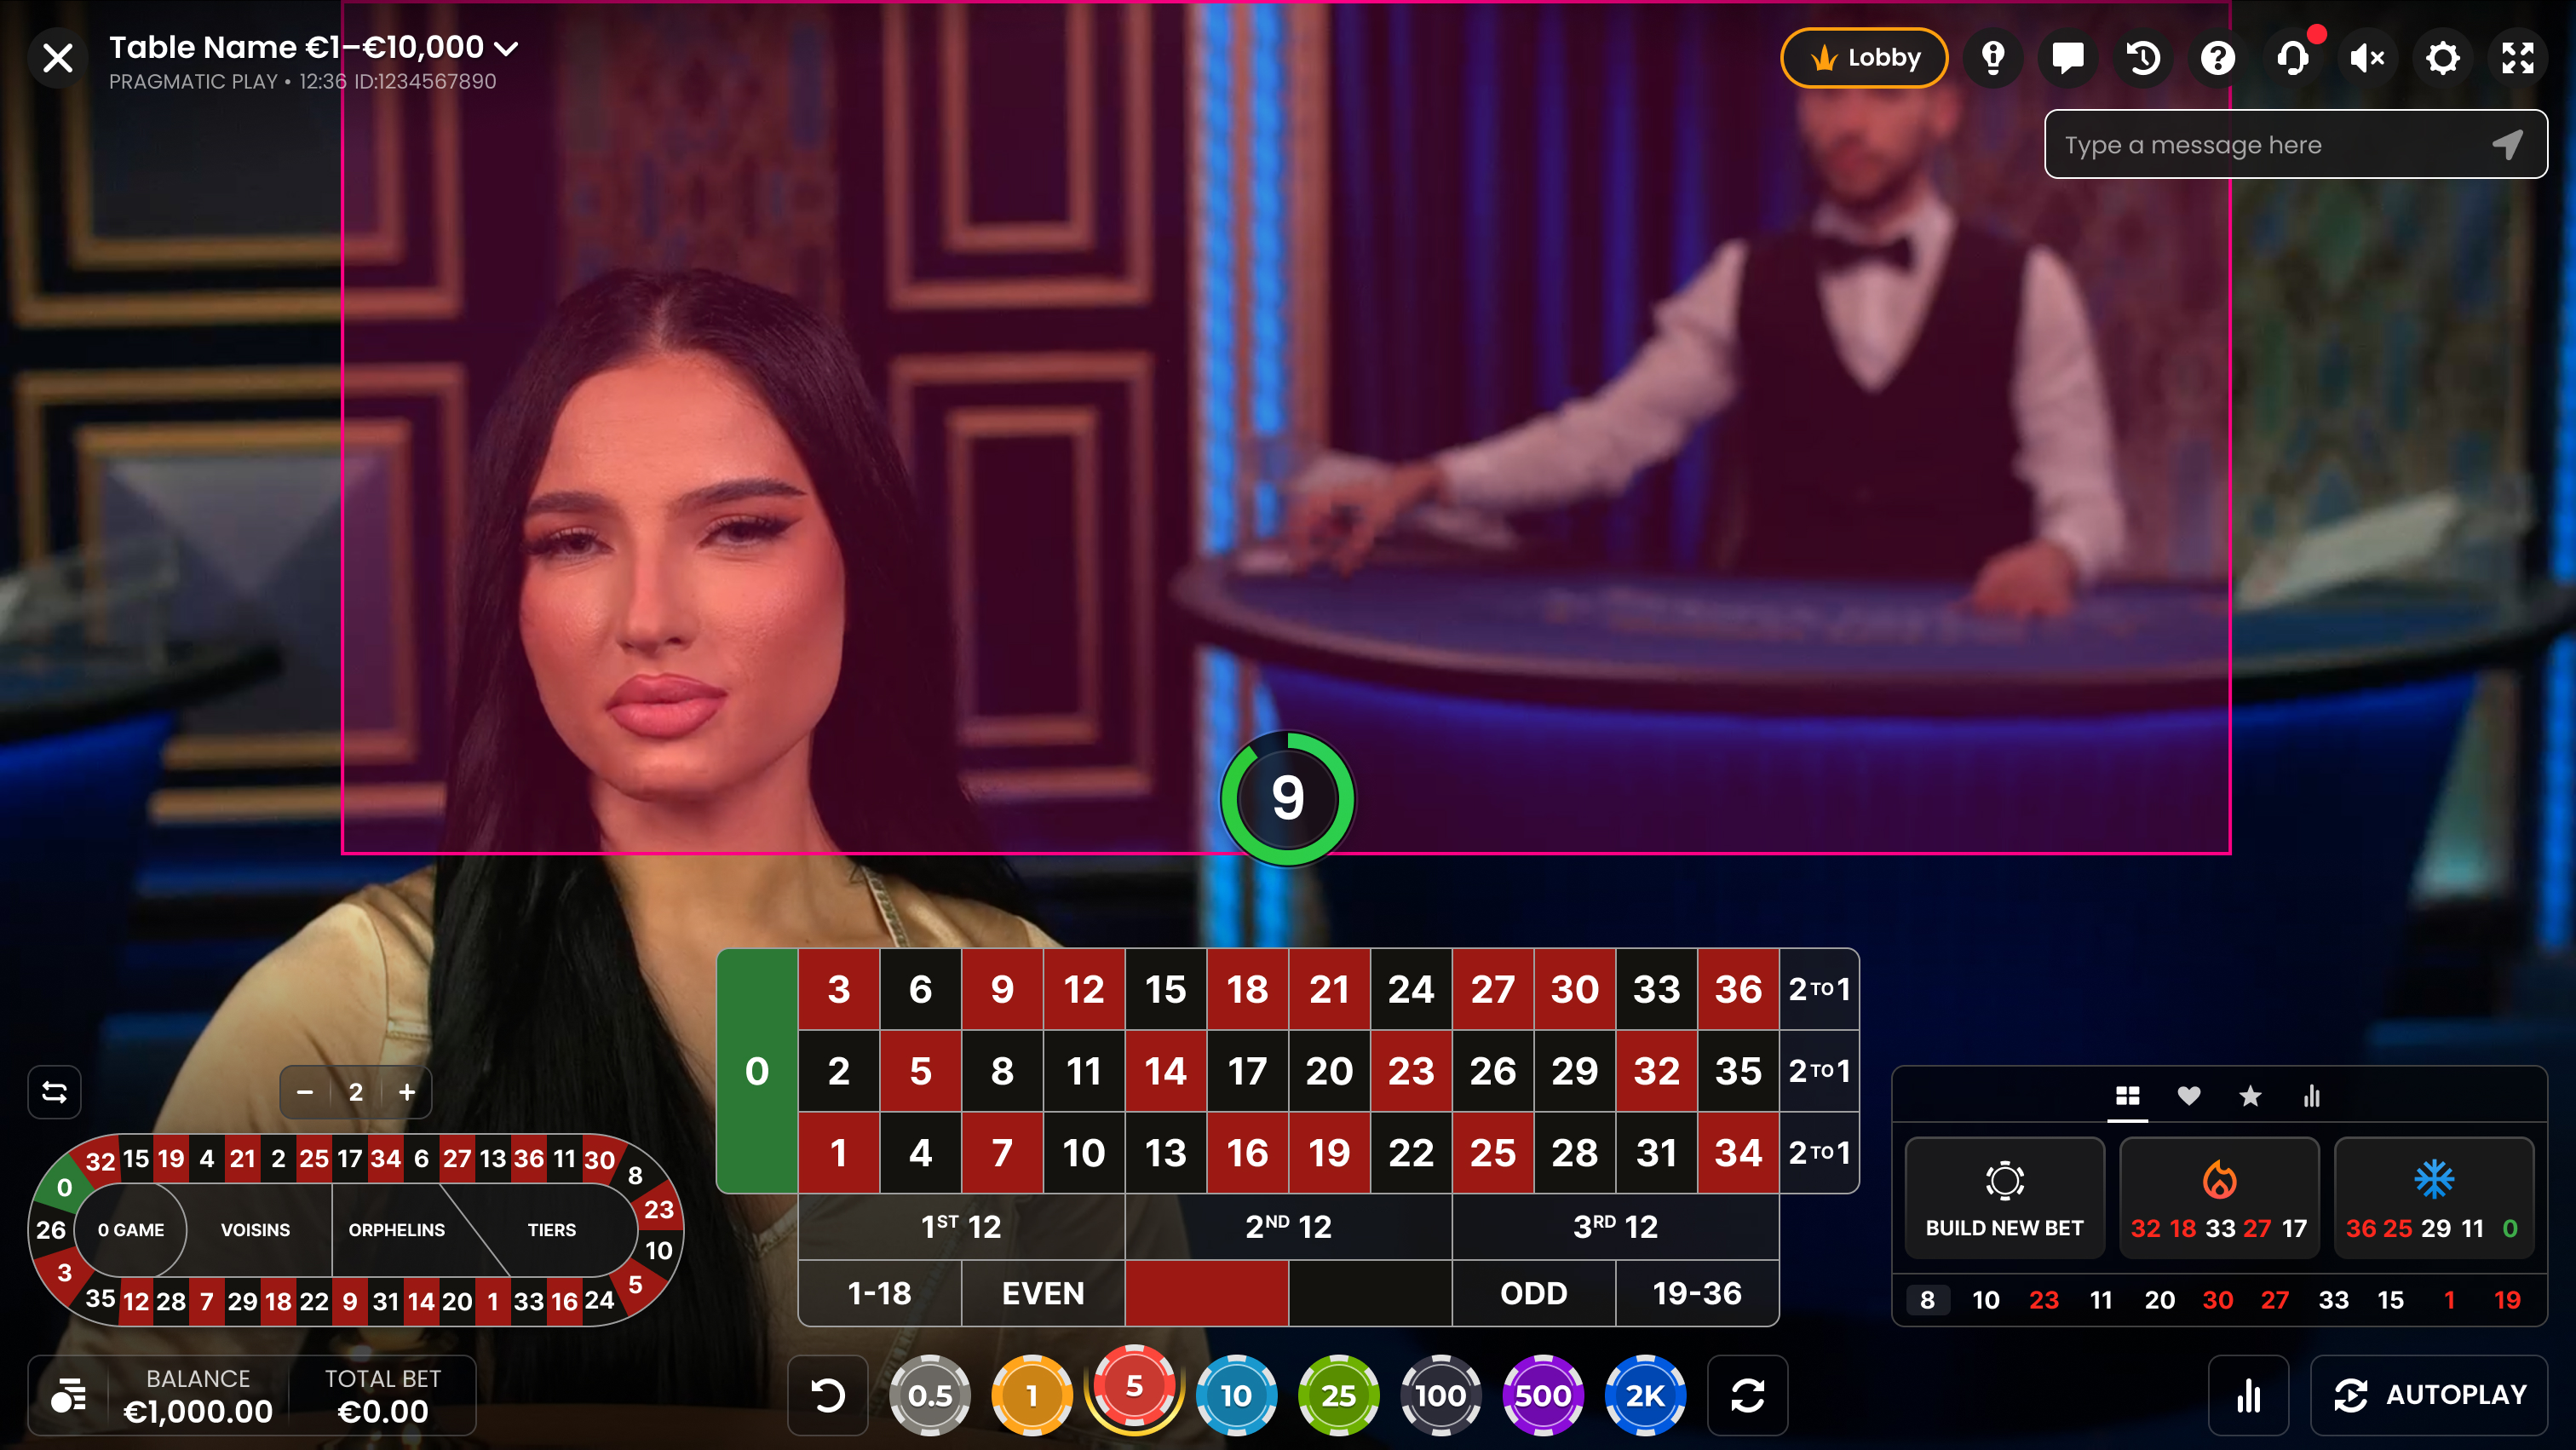 Table Name €1–€10,000
PRAGMATIC PLAY • 12:36 ID:1234567890
Lobby
Type a message here
9
3 6 9 12 15 18 21 24 27 30 33 36 2 TO 1
0 2 5 8 11 14 17 20 23 26 29 32 35 2 TO 1
1 4 7 10 13 16 19 22 25 28 31 34 2 TO 1
1ST 12 2ND 12 3RD 12
1-18 EVEN ODD 19-36
− 2 +
32 15 19 4 21 2 25 17 34 6 27 13 36 11 30 8
0 23
26 0 GAME VOISINS ORPHELINS TIERS 10
3 5
35 12 28 7 29 18 22 9 31 14 20 1 33 16 24
BUILD NEW BET
32 18 33 27 17
36 25 29 11 0
8 10 23 11 20 30 27 33 15 1 19
BALANCE
€1,000.00
TOTAL BET
€0.00
0.5 1 5 10 25 100 500 2K
AUTOPLAY